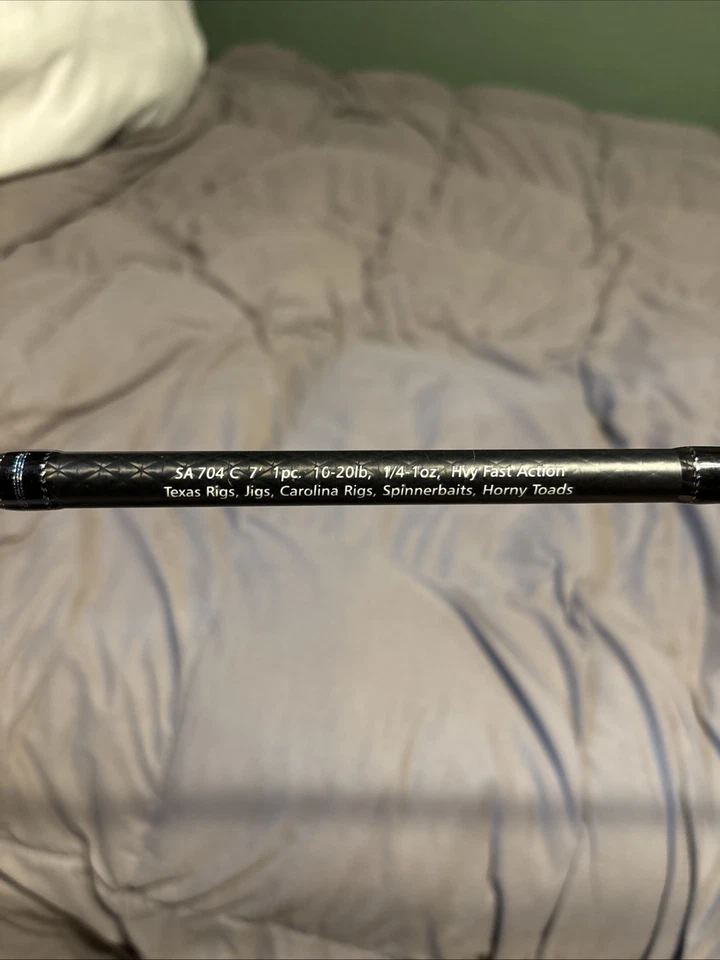 SA 704 C 7' 1pc. 10-20lb, 1/4-1oz, Hvy Fast Action
Texas Rigs, Jigs, Carolina Rigs, Spinnerbaits, Horny Toads